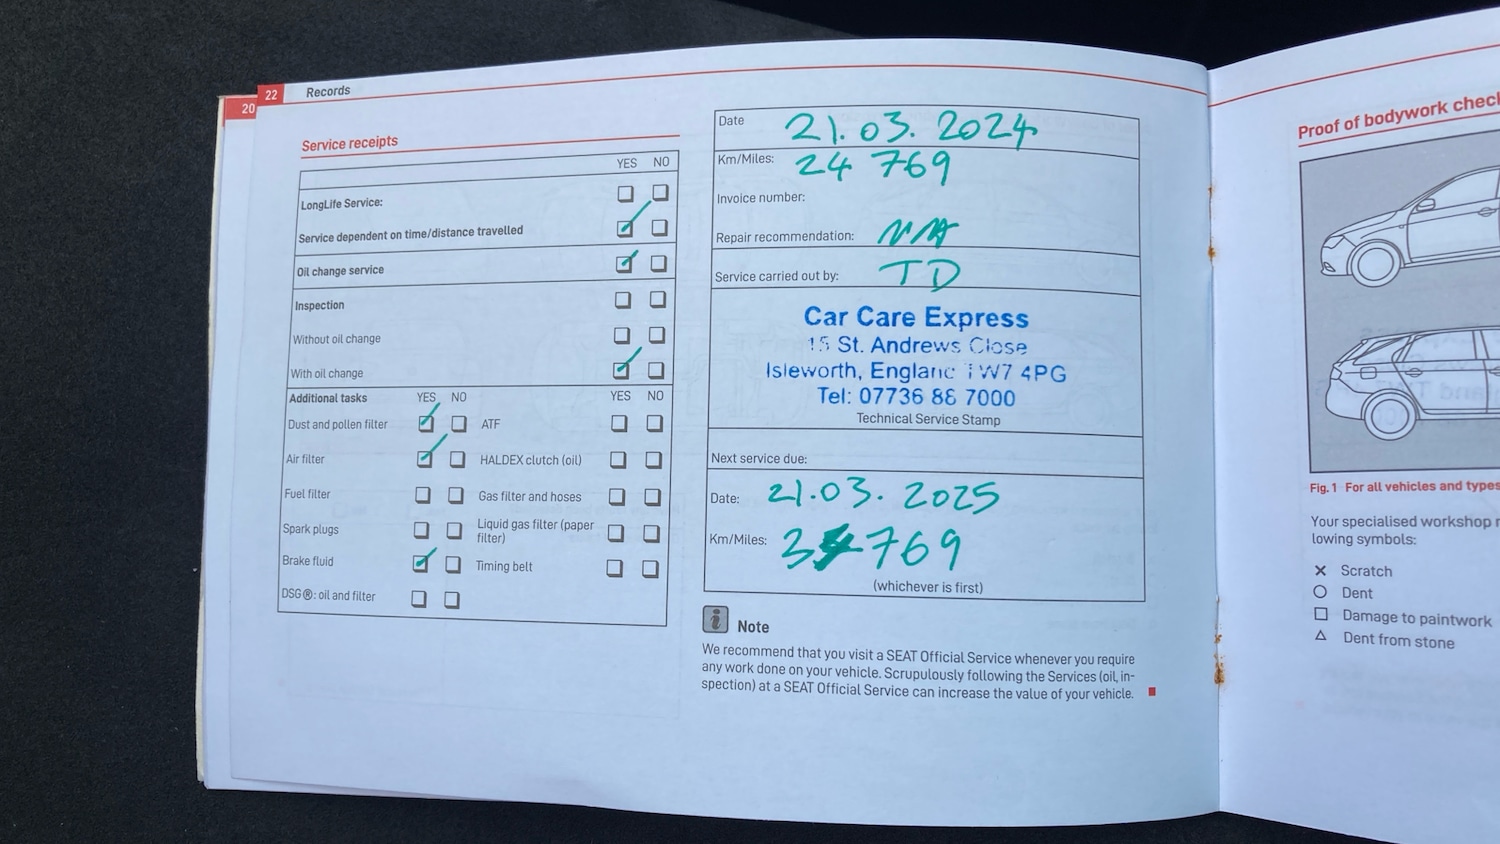 20
22 Records
Service receipts
YES NO
LongLife Service:
Service dependent on time/distance travelled
Oil change service
Inspection
Without oil change
With oil change
Additional tasks YES NO YES NO
Dust and pollen filter ATF
Air filter HALDEX clutch (oil)
Fuel filter Gas filter and hoses
Spark plugs Liquid gas filter (paper
filter)
Brake fluid Timing belt
DSG®: oil and filter
Date 21.03.2024
Km/Miles: 24 769
Invoice number:
Repair recommendation: N/A
Service carried out by: TD
Car Care Express
15 St. Andrews Close
Isleworth, England TW7 4PG
Tel: 07736 88 7000
Technical Service Stamp
Next service due:
Date: 21.03.2025
Km/Miles: 34769
(whichever is first)
Note
We recommend that you visit a SEAT Official Service whenever you require
any work done on your vehicle. Scrupulously following the Services (oil, in-
spection) at a SEAT Official Service can increase the value of your vehicle.
Proof of bodywork chec
Fig. 1 For all vehicles and types
Your specialised workshop
lowing symbols:
Scratch
Dent
Damage to paintwork
Dent from stone